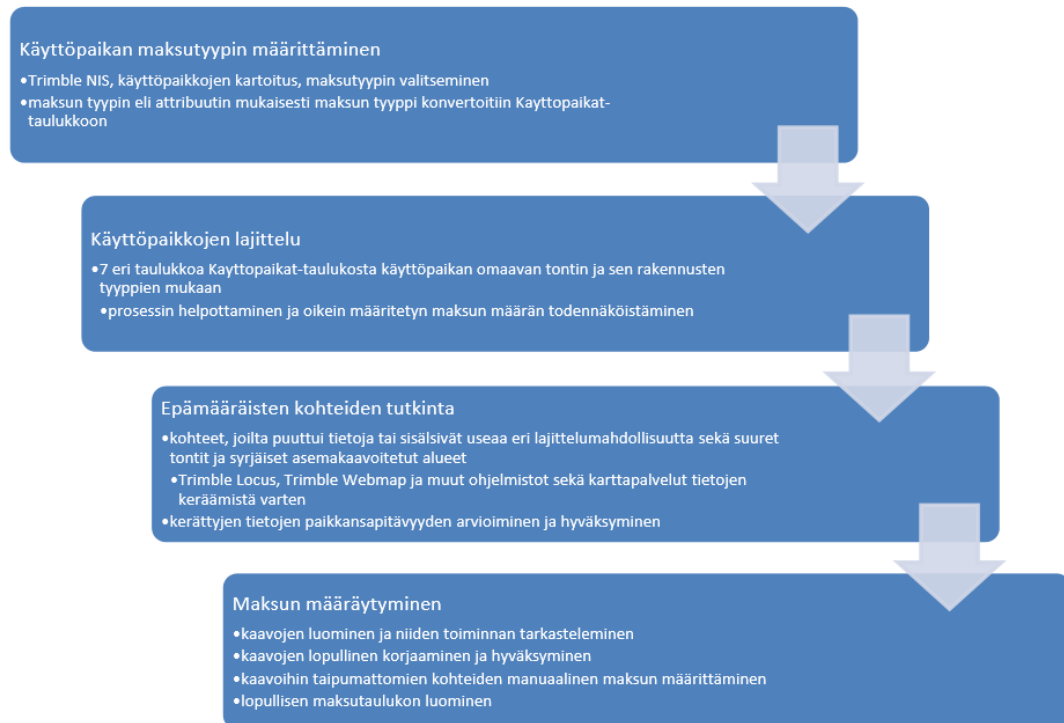 Käyttöpaikan maksutyypin määrittäminen
•Trimble NIS, käyttöpaikkojen kartoitus, maksutyypin valitseminen
•maksun tyypin eli attribuutin mukaisesti maksun tyyppi konvertoitiin Kayttopaikat-
taulukkoon
Käyttöpaikkojen lajittelu
•7 eri taulukkoa Kayttopaikat-taulukosta käyttöpaikan omaavan tontin ja sen rakennusten
tyyppien mukaan
•prosessin helpottaminen ja oikein määritetyn maksun määrän todennäköistäminen
Epämääräisten kohteiden tutkinta
•kohteet, joilta puuttui tietoja tai sisälsivät useaa eri lajittelumahdollisuutta sekä suuret
tontit ja syrjäiset asemakaavoitetut alueet
•Trimble Locus, Trimble Webmap ja muut ohjelmistot sekä karttapalvelut tietojen
keräämistä varten
•kerättyjen tietojen paikkansapitävyyden arvioiminen ja hyväksyminen
Maksun määräytyminen
•kaavojen luominen ja niiden toiminnan tarkasteleminen
•kaavojen lopullinen korjaaminen ja hyväksyminen
•kaavoihin taipumattomien kohteiden manuaalinen maksun määrittäminen
•lopullisen maksutaulukon luominen